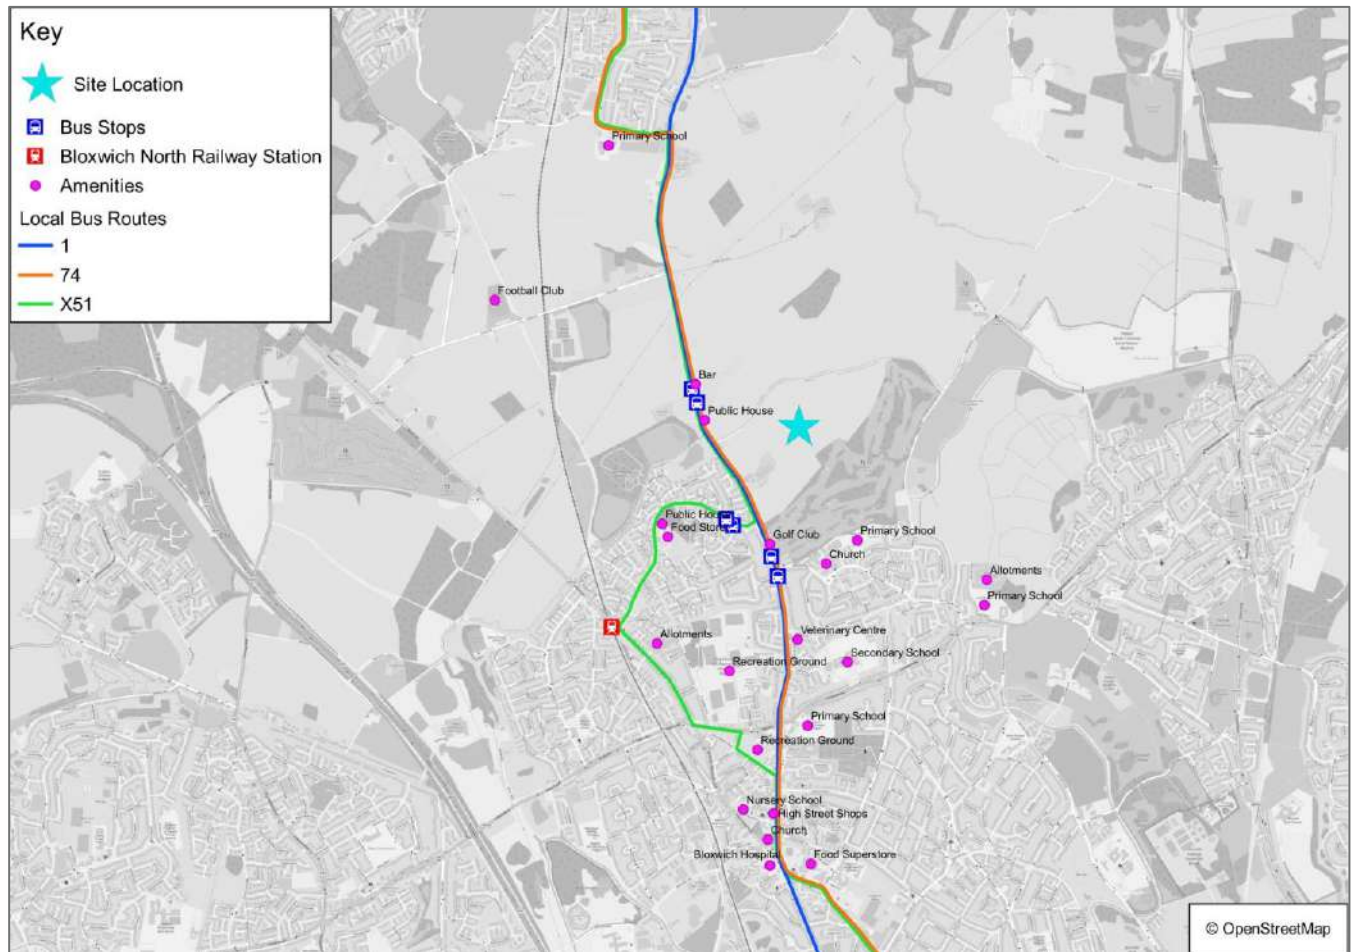 Key
Site Location
Bus Stops
Bloxwich North Railway Station
Amenities
Local Bus Routes
1
74
X51
Primary School
Football Club
Bar
Public House
Public House
Food Store
Golf Club
Primary School
Church
Allotments
Primary School
Allotments
Veterinary Centre
Recreation Ground
Secondary School
Primary School
Recreation Ground
Nursery School
High Street Shops
Church
Bloxwich Hospital
Food Superstore
© OpenStreetMap